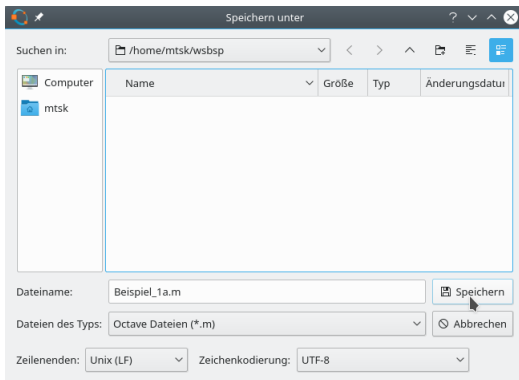 Speichern unter
Suchen in: /home/mtsk/wsbsp
Computer
mtsk
Name Größe Typ Änderungsdatu
Dateiname: Beispiel_1a.m Speichern
Dateien des Typs: Octave Dateien (*.m) Abbrechen
Zeilenenden: Unix (LF) Zeichenkodierung: UTF-8